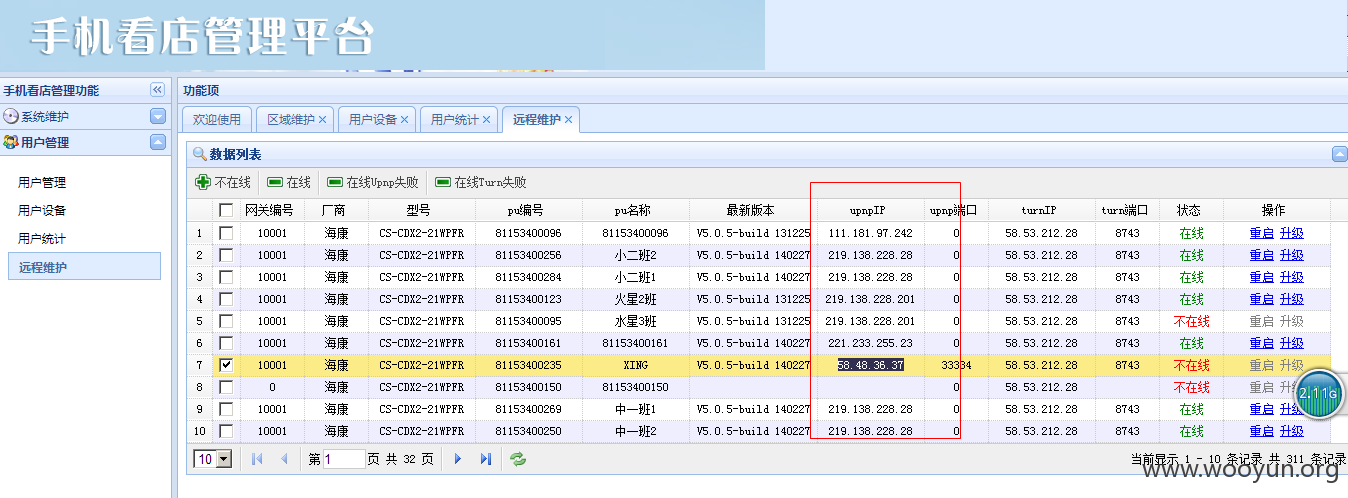 手机看店管理平台
手机看店管理功能
功能项
系统维护
用户管理
用户管理
用户设备
用户统计
远程维护
欢迎使用 区域维护 用户设备 用户统计 远程维护
数据列表
不在线 在线 在线Upnp失败 在线Turn失败
网关编号 厂商 型号 pu编号 pu名称 最新版本 upnpIP upnp端口 turnIP turn端口 状态 操作
1 10001 海康 CS-CDX2-21WPFR 81153400096 81153400096 V5.0.5-build 131225 111.181.97.242 0 58.53.212.28 8743 在线 重启 升级
2 10001 海康 CS-CDX2-21WPFR 81153400256 小二班2 V5.0.5-build 140227 219.138.228.28 0 58.53.212.28 8743 在线 重启 升级
3 10001 海康 CS-CDX2-21WPFR 81153400284 小二班1 V5.0.5-build 140227 219.138.228.28 0 58.53.212.28 8743 在线 重启 升级
4 10001 海康 CS-CDX2-21WPFR 81153400123 火星2班 V5.0.5-build 131225 219.138.228.201 0 58.53.212.28 8743 在线 重启 升级
5 10001 海康 CS-CDX2-21WPFR 81153400095 水星3班 V5.0.5-build 131225 219.138.228.201 0 58.53.212.28 8743 不在线 重启 升级
6 10001 海康 CS-CDX2-21WPFR 81153400161 81153400161 V5.0.5-build 140227 221.233.255.23 0 58.53.212.28 8743 在线 重启 升级
7 10001 海康 CS-CDX2-21WPFR 81153400235 XING V5.0.5-build 140227 58.48.36.37 33334 58.53.212.28 8743 不在线 重启 升级
8 0 海康 CS-CDX2-21WPFR 81153400150 81153400150 0 不在线 重启 升级
9 10001 海康 CS-CDX2-21WPFR 81153400269 中一班1 V5.0.5-build 140227 219.138.228.28 0 58.53.212.28 8743 在线 重启 升级
10 10001 海康 CS-CDX2-21WPFR 81153400250 中一班2 V5.0.5-build 140227 219.138.228.28 0 58.53.212.28 8743 在线 重启 升级
2.11G
10 第 1 页 共 32 页 当前显示 1 - 10 条记录 共 311 条记录
www.wooyun.org